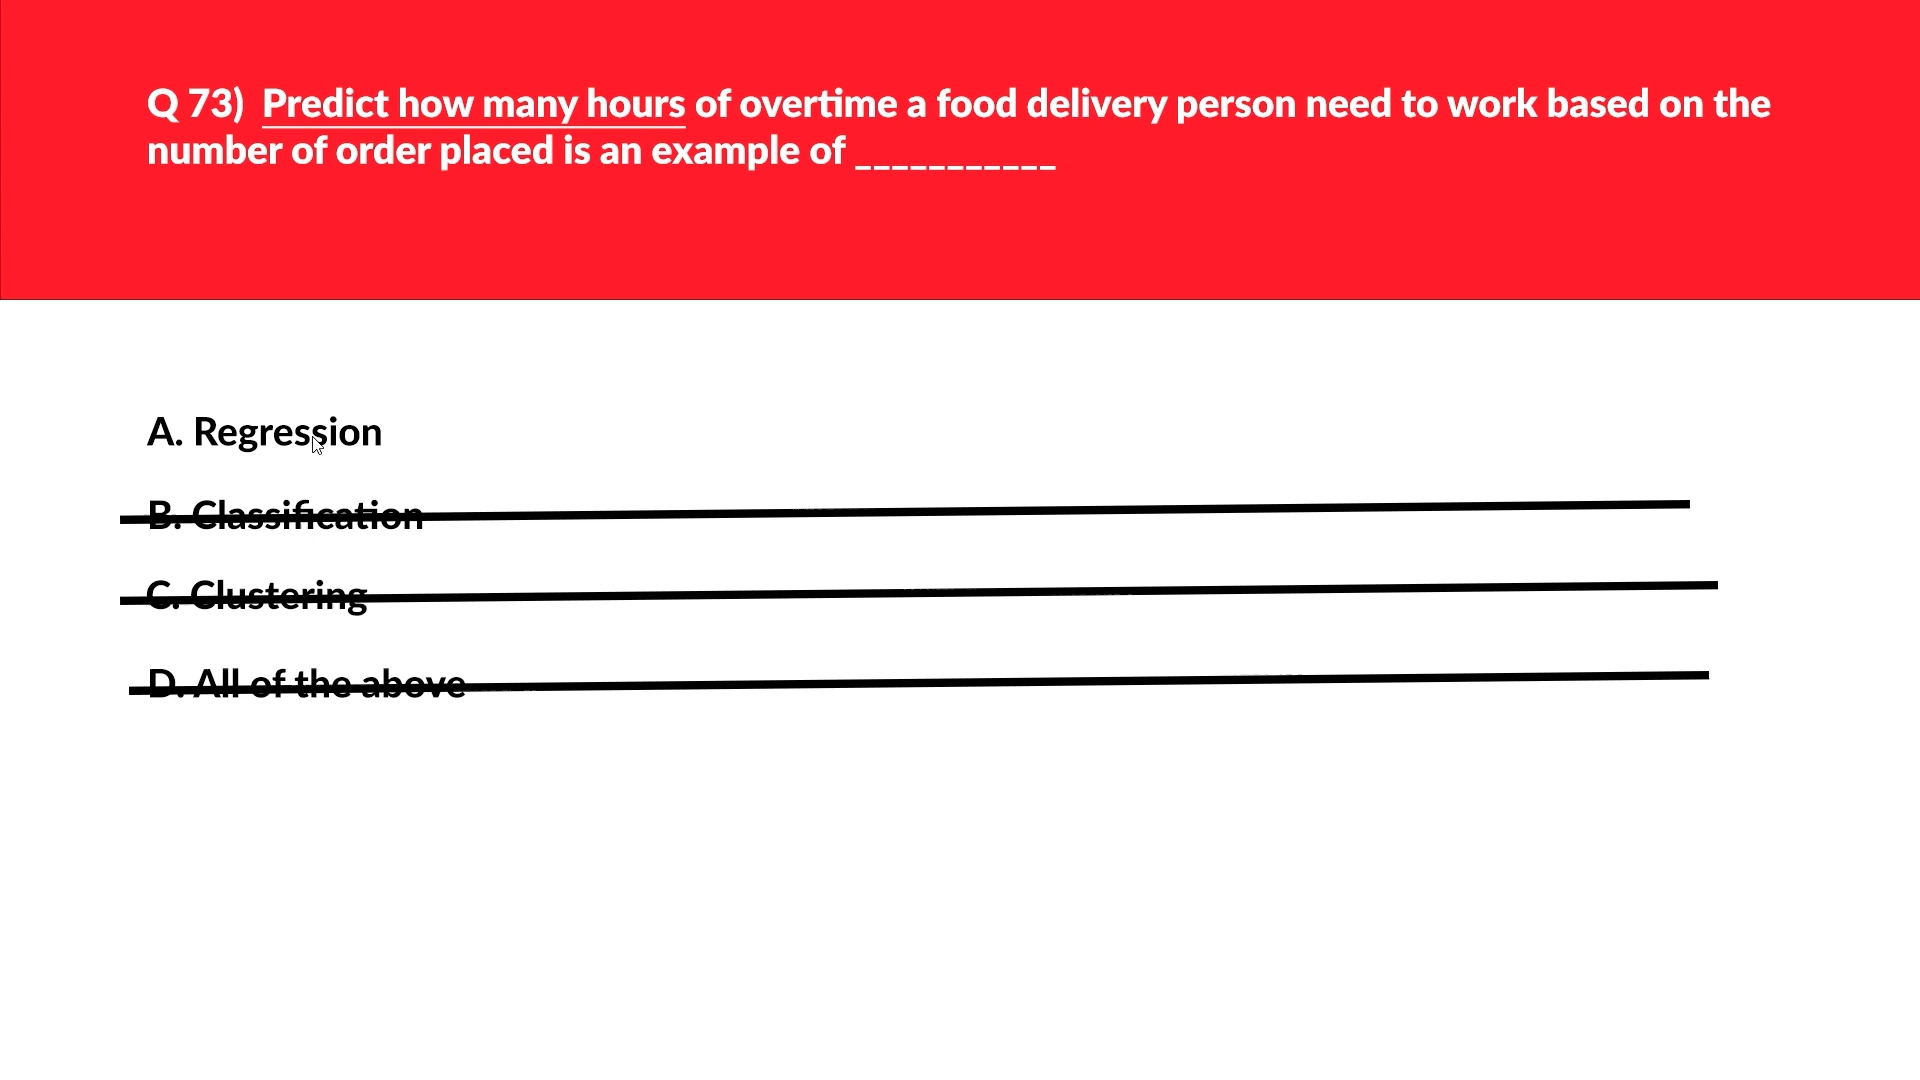 Q 73) Predict how many hours of overtime a food delivery person need to work based on the
number of order placed is an example of ___________
A. Regression
B. Classification
C. Clustering
D. All of the above